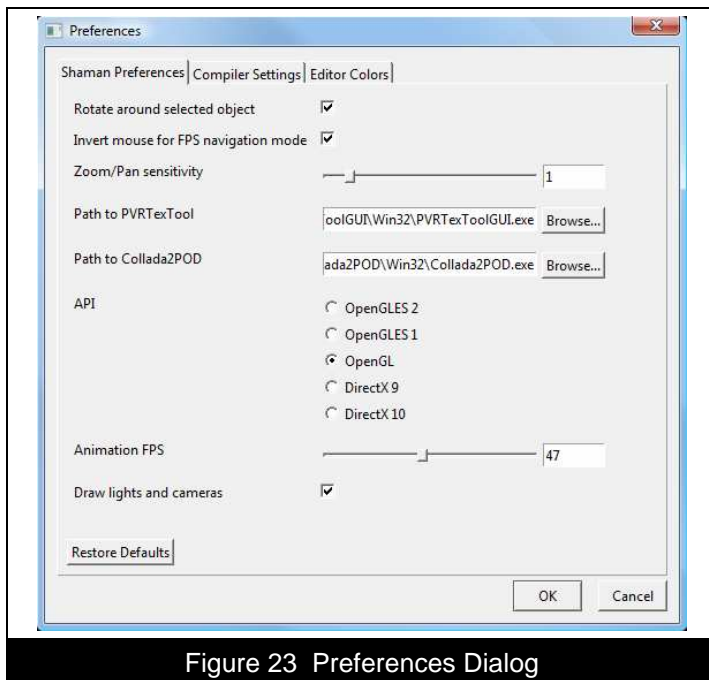 Preferences
Shaman Preferences Compiler Settings Editor Colors
Rotate around selected object
Invert mouse for FPS navigation mode
Zoom/Pan sensitivity 1
Path to PVRTexTool oolGUI\Win32\PVRTexToolGUI.exe Browse...
Path to Collada2POD ada2POD\Win32\Collada2POD.exe Browse...
API OpenGLES 2
OpenGLES 1
OpenGL
DirectX 9
DirectX 10
Animation FPS 47
Draw lights and cameras
Restore Defaults
OK Cancel
Figure 23 Preferences Dialog